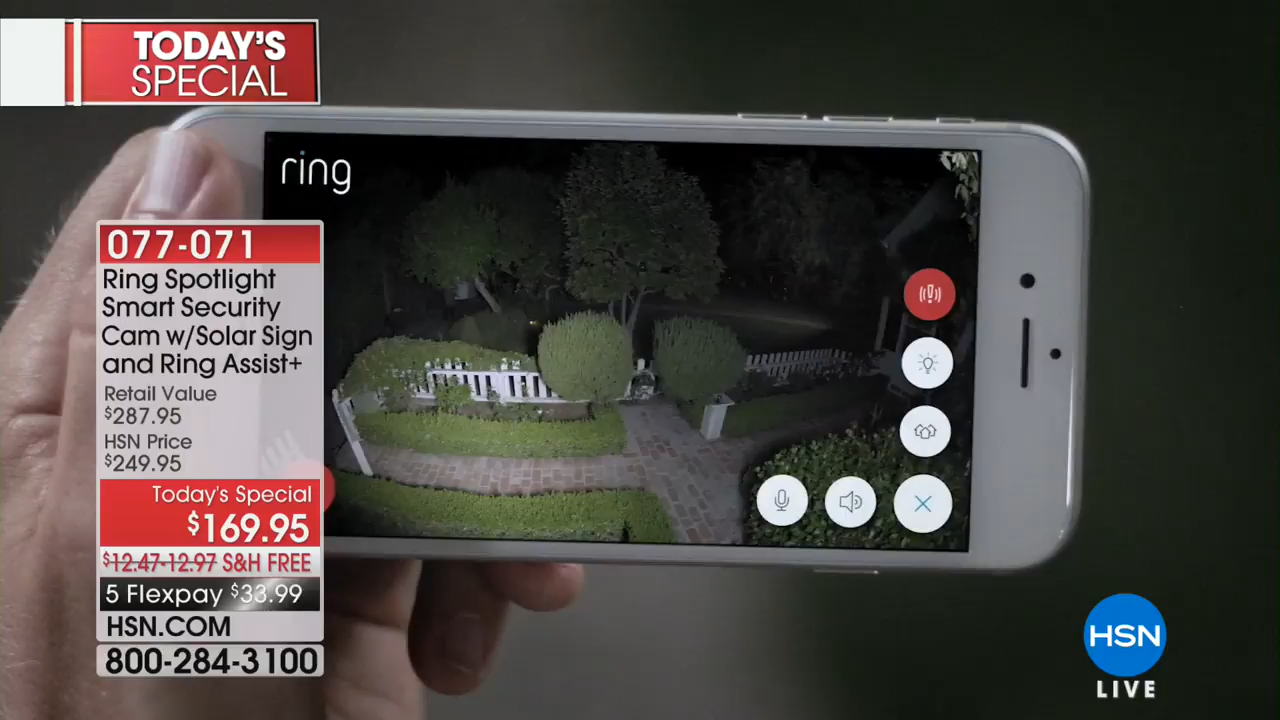 TODAY'S
SPECIAL
ring
077-071
Ring Spotlight
Smart Security
Cam w/Solar Sign
and Ring Assist+
Retail Value
$287.95
HSN Price
$249.95
Today's Special
$169.95
$12.47-12.97 S&H FREE
5 Flexpay $33.99
HSN.COM
800-284-3100
HSN
LIVE